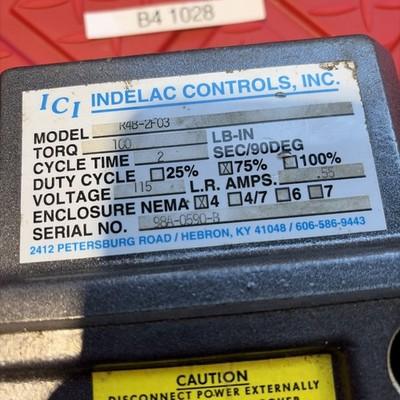 B4 1028
ICI INDELAC CONTROLS, INC.
MODEL R4B-2F03
TORQ 100 LB-IN
CYCLE TIME 2 SEC/90DEG
DUTY CYCLE ☐25% ☒75% ☐100%
VOLTAGE 115 L.R. AMPS. .55
ENCLOSURE NEMA ☒4 ☐4/7 ☐6 ☐7
SERIAL NO. 98A-0590-B
2412 PETERSBURG ROAD / HEBRON, KY 41048 / 606-586-9443
CAUTION
DISCONNECT POWER EXTERNALLY